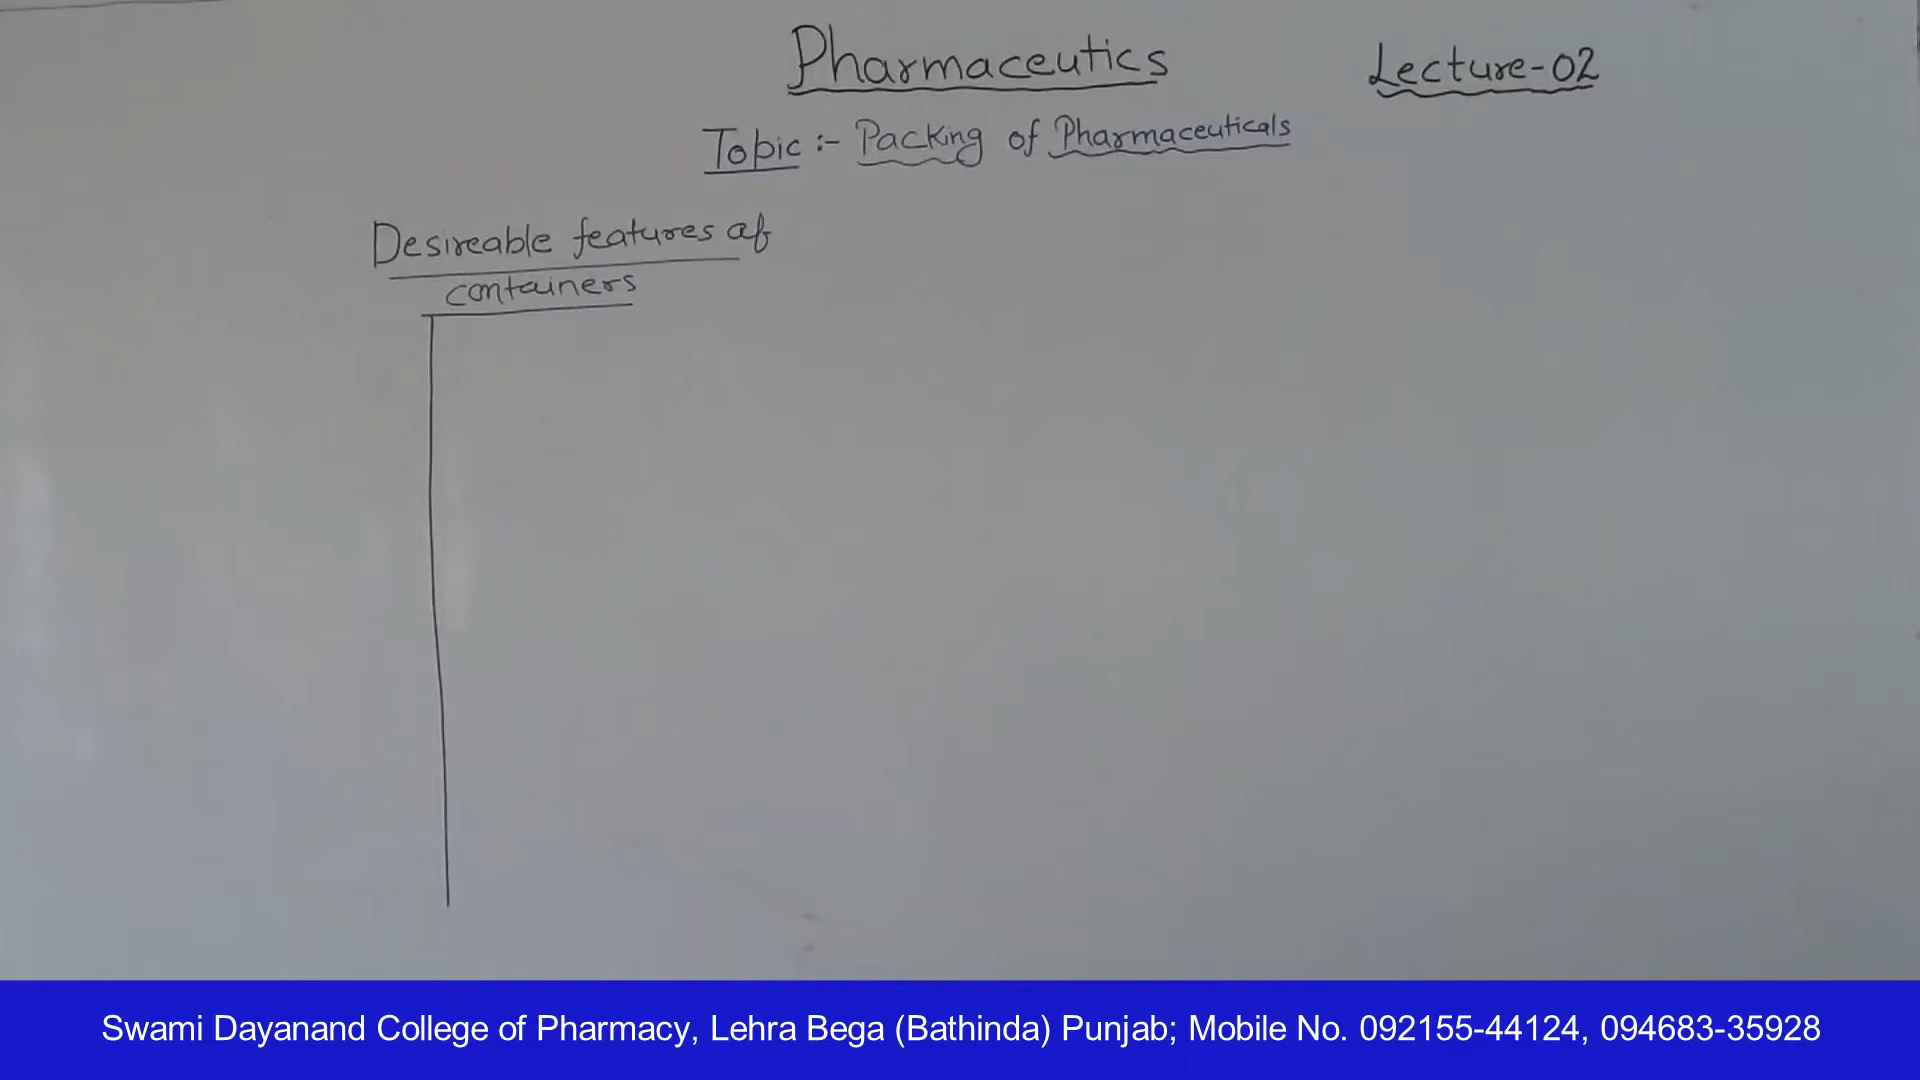 Pharmaceutics
Lecture-02
Topic :- Packing of Pharmaceuticals
Desireable features of
containers
Swami Dayanand College of Pharmacy, Lehra Bega (Bathinda) Punjab; Mobile No. 092155-44124, 094683-35928